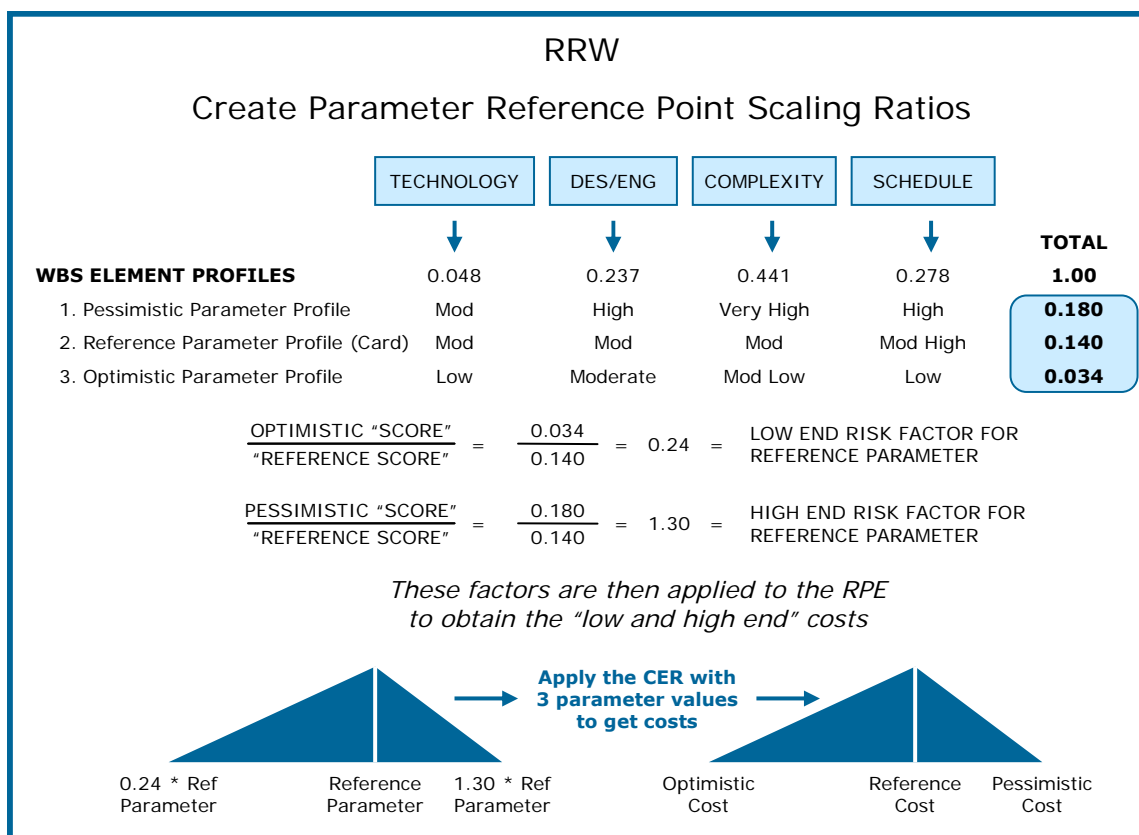 RRW
Create Parameter Reference Point Scaling Ratios
TECHNOLOGY DES/ENG COMPLEXITY SCHEDULE
TOTAL
WBS ELEMENT PROFILES 0.048 0.237 0.441 0.278 1.00
1. Pessimistic Parameter Profile Mod High Very High High 0.180
2. Reference Parameter Profile (Card) Mod Mod Mod Mod High 0.140
3. Optimistic Parameter Profile Low Moderate Mod Low Low 0.034
OPTIMISTIC “SCORE” 0.034 LOW END RISK FACTOR FOR
= = 0.24 =
“REFERENCE SCORE” 0.140 REFERENCE PARAMETER
PESSIMISTIC “SCORE” 0.180 HIGH END RISK FACTOR FOR
= = 1.30 =
“REFERENCE SCORE” 0.140 REFERENCE PARAMETER
These factors are then applied to the RPE
to obtain the “low and high end” costs
Apply the CER with
3 parameter values
to get costs
0.24 * Ref Reference 1.30 * Ref Optimistic Reference Pessimistic
Parameter Parameter Parameter Cost Cost Cost